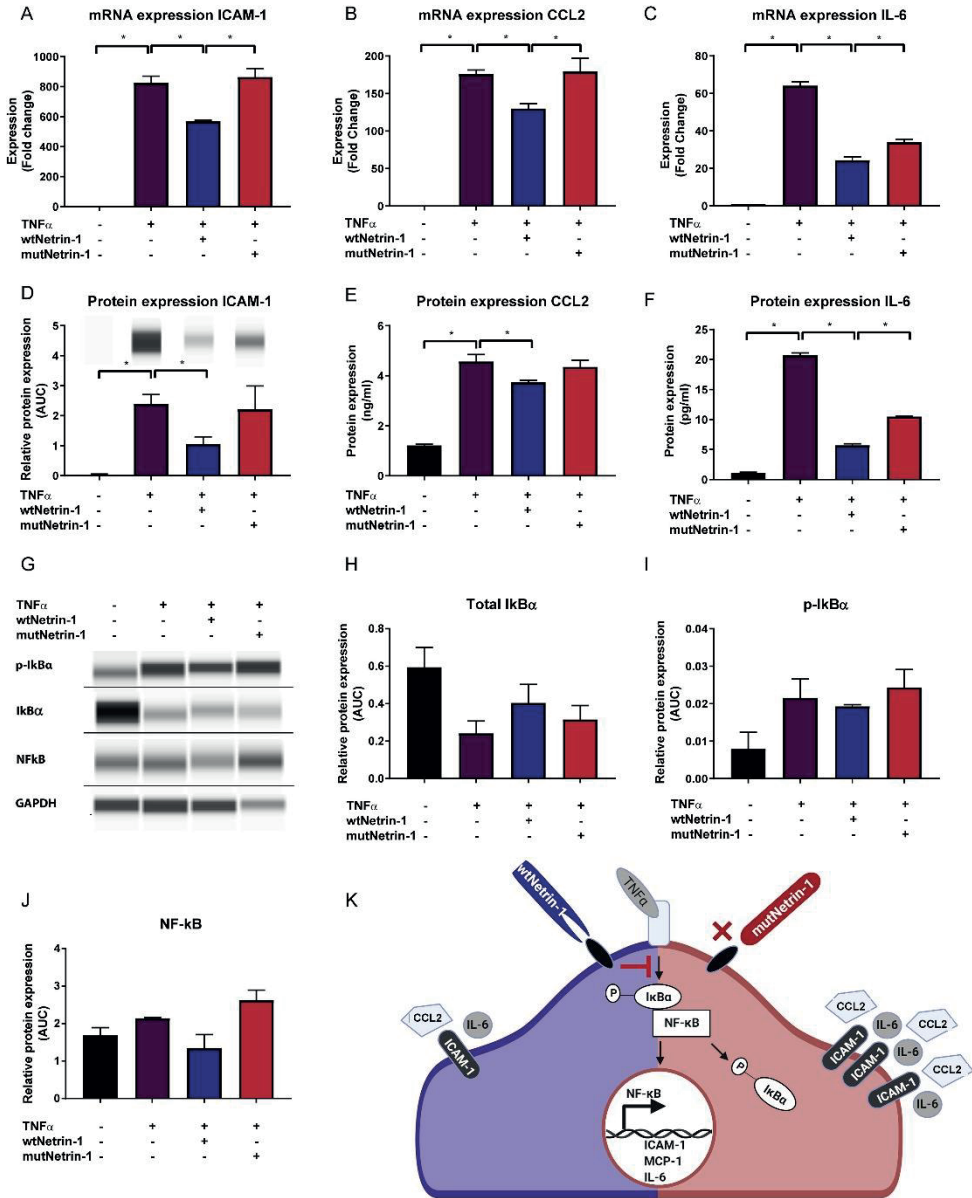 A
mRNA expression ICAM-1
* * *
Expression
(Fold Change)
1000
800
600
400
200
0
TNFα - + + +
wtNetrin-1 - - + -
mutNetrin-1 - - - +
B
mRNA expression CCL2
* * *
Expression
(Fold Change)
200
150
100
50
0
TNFα - + + +
wtNetrin-1 - - + -
mutNetrin-1 - - - +
C
mRNA expression IL-6
* * *
Expression
(Fold Change)
80
60
40
20
0
TNFα - + + +
wtNetrin-1 - - + -
mutNetrin-1 - - - +
D
Protein expression ICAM-1
* *
Relative protein expression
(AUC)
5
4
3
2
1
0
TNFα - + + +
wtNetrin-1 - - + -
mutNetrin-1 - - - +
E
Protein expression CCL2
* *
Protein expression
(ng/ml)
6
4
2
0
TNFα - + + +
wtNetrin-1 - - + -
mutNetrin-1 - - - +
F
Protein expression IL-6
* * *
Protein expression
(pg/ml)
25
20
15
10
5
0
TNFα - + + +
wtNetrin-1 - - + -
mutNetrin-1 - - - +
G
TNFα - + + +
wtNetrin-1 - - + -
mutNetrin-1 - - - +
p-IkBα
IkBα
NFkB
GAPDH
H
Total IkBα
Relative protein expression
(AUC)
0.8
0.6
0.4
0.2
0.0
TNFα - + + +
wtNetrin-1 - - + -
mutNetrin-1 - - - +
I
p-IkBα
Relative protein expression
(AUC)
0.04
0.03
0.02
0.01
0.00
TNFα - + + +
wtNetrin-1 - - + -
mutNetrin-1 - - - +
J
NF-kB
Relative protein expression
(AUC)
4
3
2
1
0
TNFα - + + +
wtNetrin-1 - - + -
mutNetrin-1 - - - +
K
wtNetrin-1
TNFα
mutNetrin-1
P
IκBα
NF-κB
P
IκBα
CCL2
IL-6
ICAM-1
CCL2
IL-6
CCL2
ICAM-1
ICAM-1
IL-6
CCL2
ICAM-1
IL-6
NF-κB
ICAM-1
MCP-1
IL-6